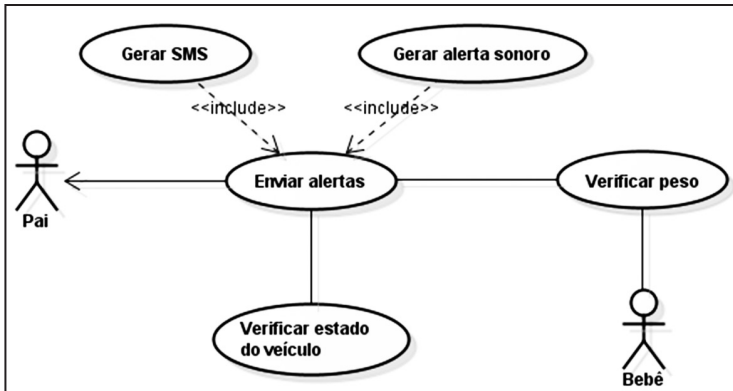 Gerar SMS
Gerar alerta sonoro
<<include>>
<<include>>
Enviar alertas
Verificar peso
Pai
Verificar estado
do veículo
Bebê